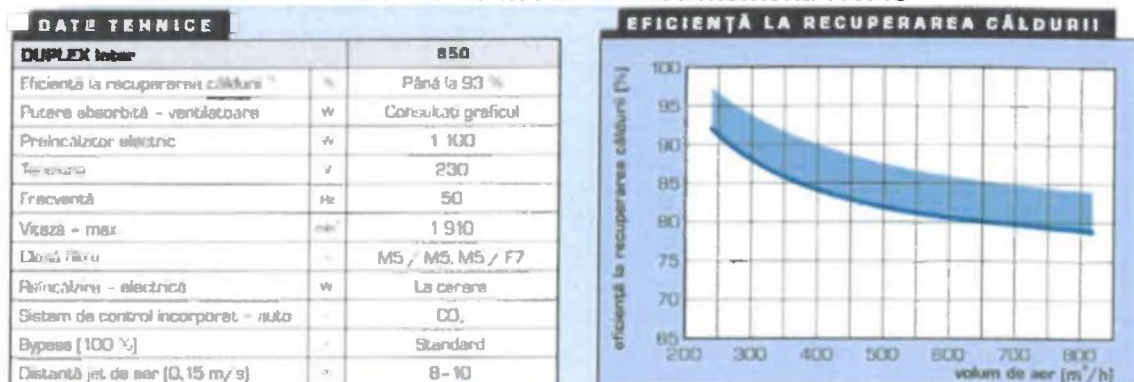 DATE TEHNICE
DUPLEX Inter 850
Eficiență la recuperarea căldurii % Până la 93 %
Putere absorbită - ventilatoare W Consultați graficul
Preîncălzitor electric W 1 100
Tensiune V 230
Frecvență Hz 50
Viteză - max 1 910
Clasă filtru - M5 / M5, M5 / F7
Reîncălzire - electrică W La cerere
Sistem de control incorporat - auto - CO₂
Bypass [100 %] - Standard
Distanță jet de aer [0,15 m/s] 8-10
EFICIENȚĂ LA RECUPERAREA CĂLDURII
eficiență la recuperarea căldurii [%]
100
95
90
85
80
75
70
65
200 300 400 500 600 700 800
volum de aer [m³/h]